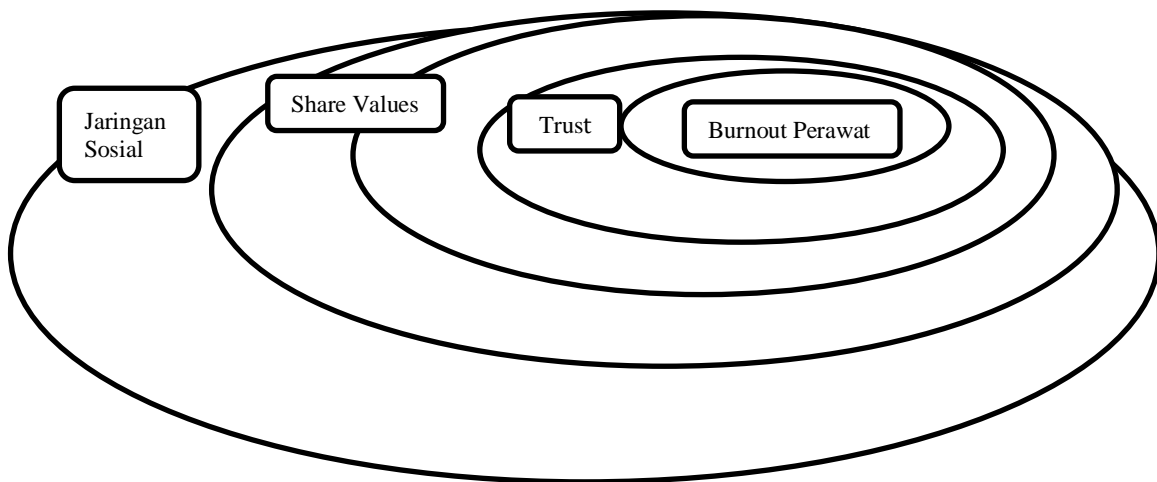 Jaringan
Sosial
Share Values
Trust
Burnout Perawat